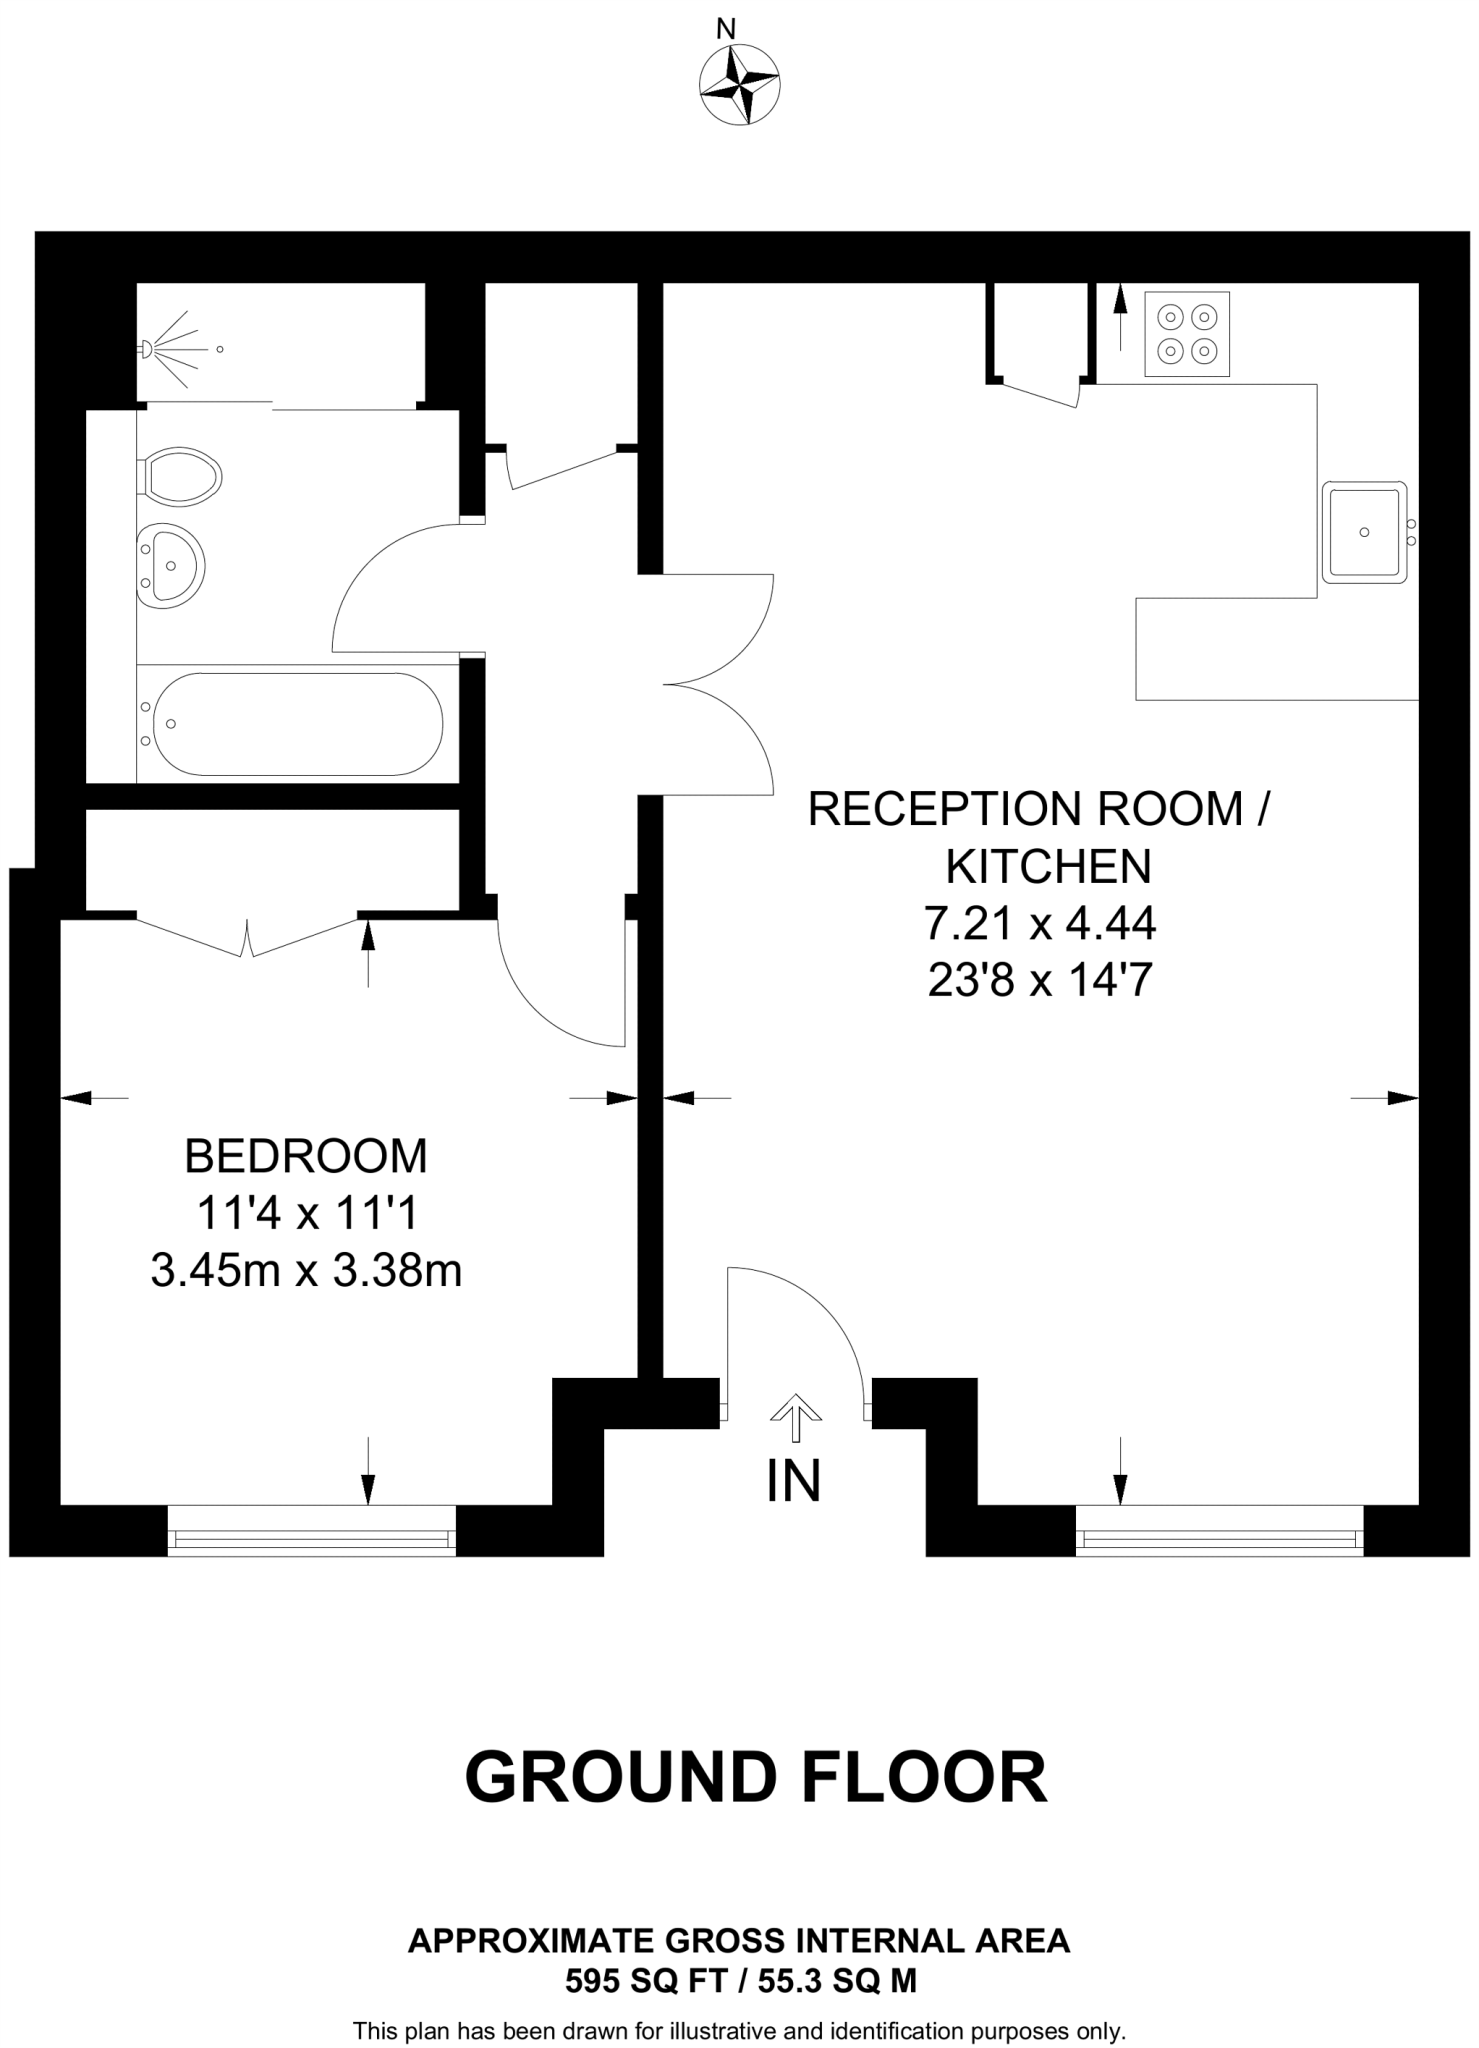 N
RECEPTION ROOM /
KITCHEN
7.21 x 4.44
23'8 x 14'7
BEDROOM
11'4 x 11'1
3.45m x 3.38m
IN
GROUND FLOOR
APPROXIMATE GROSS INTERNAL AREA
595 SQ FT / 55.3 SQ M
This plan has been drawn for illustrative and identification purposes only.